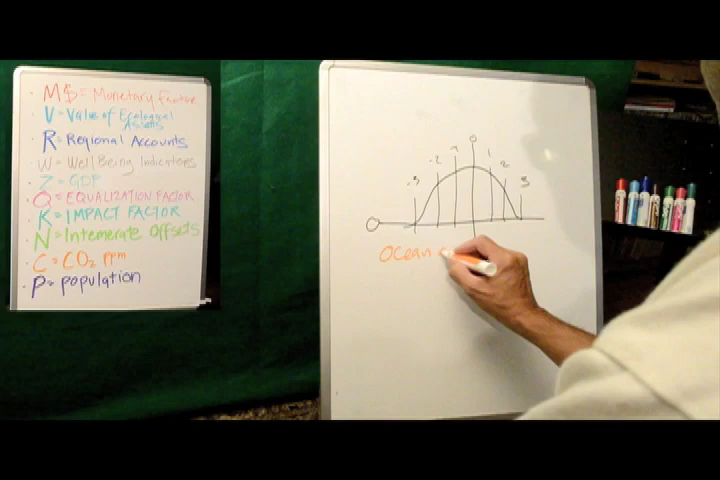 M$ = Monetary Factor
V = Value of Ecological
Assets
R = Regional Accounts
W = Well Being Indicators
Z = GDP
Q = EQUALIZATION FACTOR
K = IMPACT FACTOR
N = Intemerate Offsets
C = CO2 ppm
P = population
0
-1 1
-2 2
-3 3
Ocean